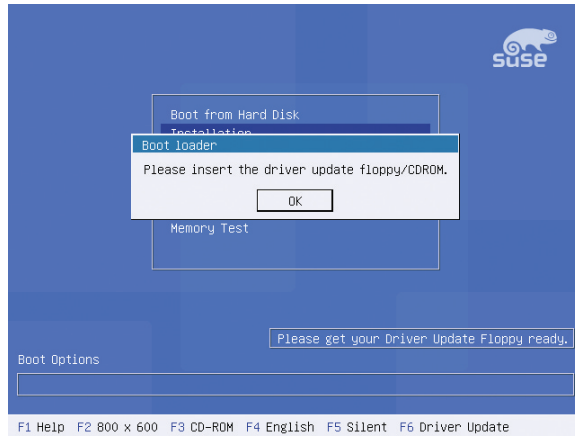 suse
Boot from Hard Disk
Installation
Boot loader
Please insert the driver update floppy/CDROM.
OK
Memory Test
Please get your Driver Update Floppy ready.
Boot Options
F1 Help F2 800 x 600 F3 CD-ROM F4 English F5 Silent F6 Driver Update